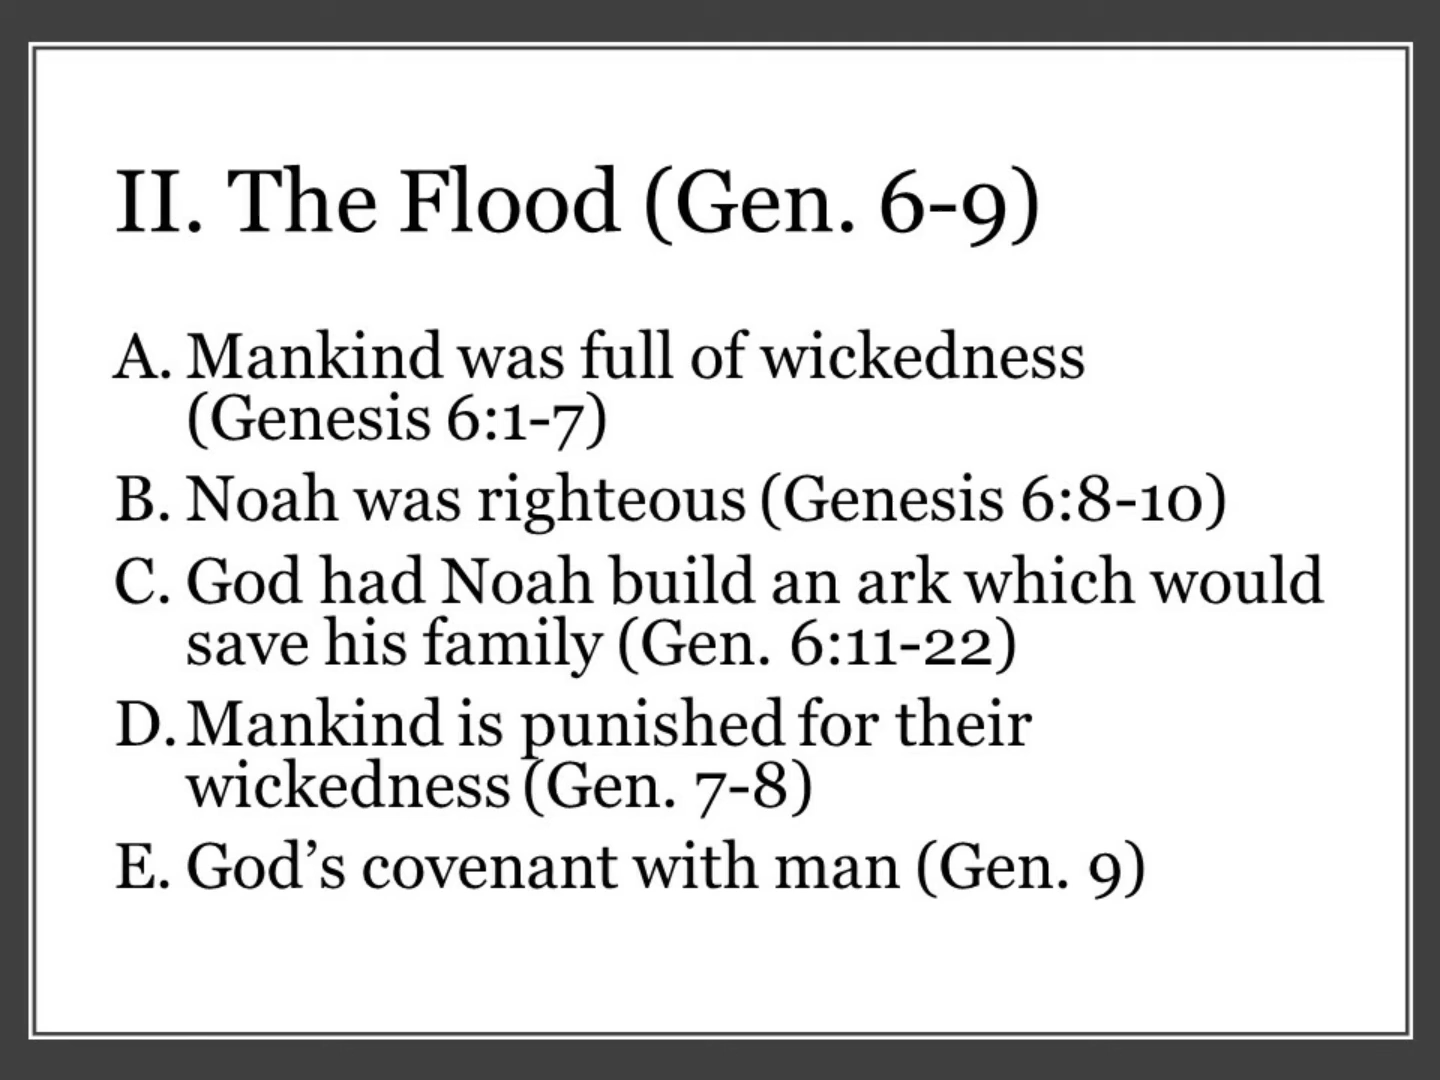 II. The Flood (Gen. 6-9)
A. Mankind was full of wickedness
(Genesis 6:1-7)
B. Noah was righteous (Genesis 6:8-10)
C. God had Noah build an ark which would
save his family (Gen. 6:11-22)
D. Mankind is punished for their
wickedness (Gen. 7-8)
E. God’s covenant with man (Gen. 9)